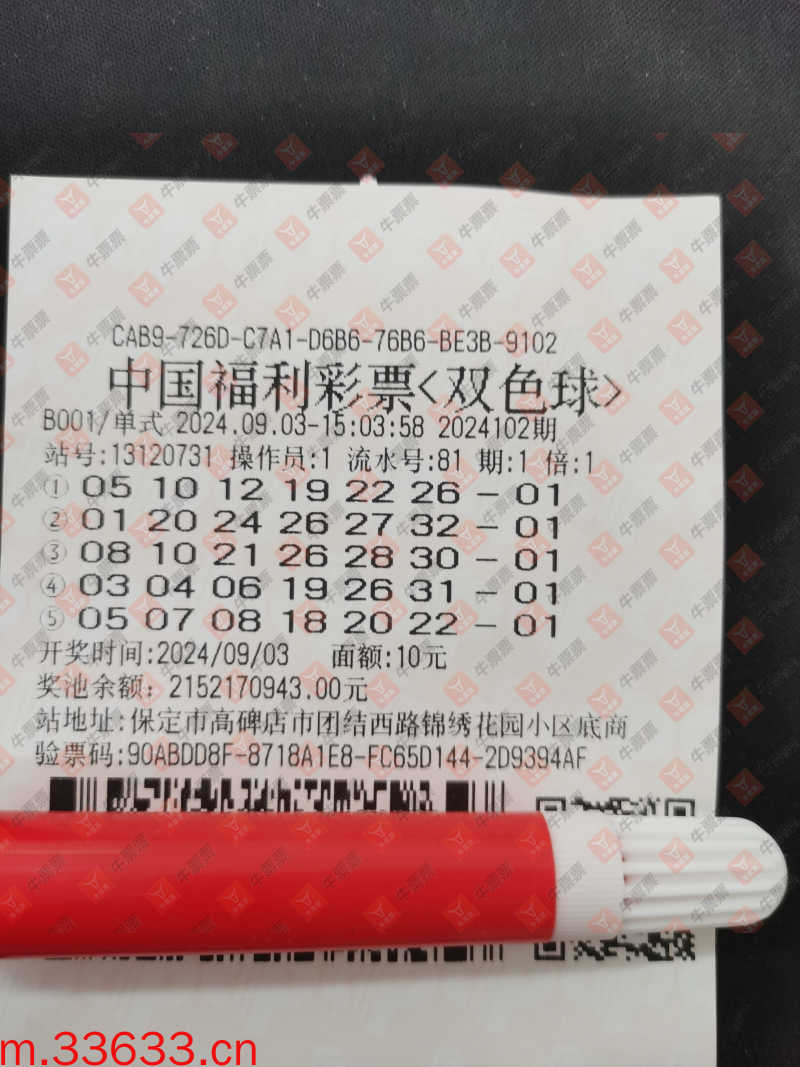 CAB9-726D-C7A1-D6B6-76B6-BE3B-9102
中国福利彩票<双色球>
B001/单式 2024.09.03-15:03:58 2024102期
站号:13120731 操作员:1 流水号:81 期:1 倍:1
① 05 10 12 19 22 26 - 01
② 01 20 24 26 27 32 - 01
③ 08 10 21 26 28 30 - 01
④ 03 04 06 19 26 31 - 01
⑤ 05 07 08 18 20 22 - 01
开奖时间:2024/09/03 面额:10元
奖池余额: 2152170943.00元
站地址:保定市高碑店市团结西路锦绣花园小区底商
验票码:90ABDD8F-8718A1E8-FC65D144-2D9394AF
m.33633.cn
牛票票